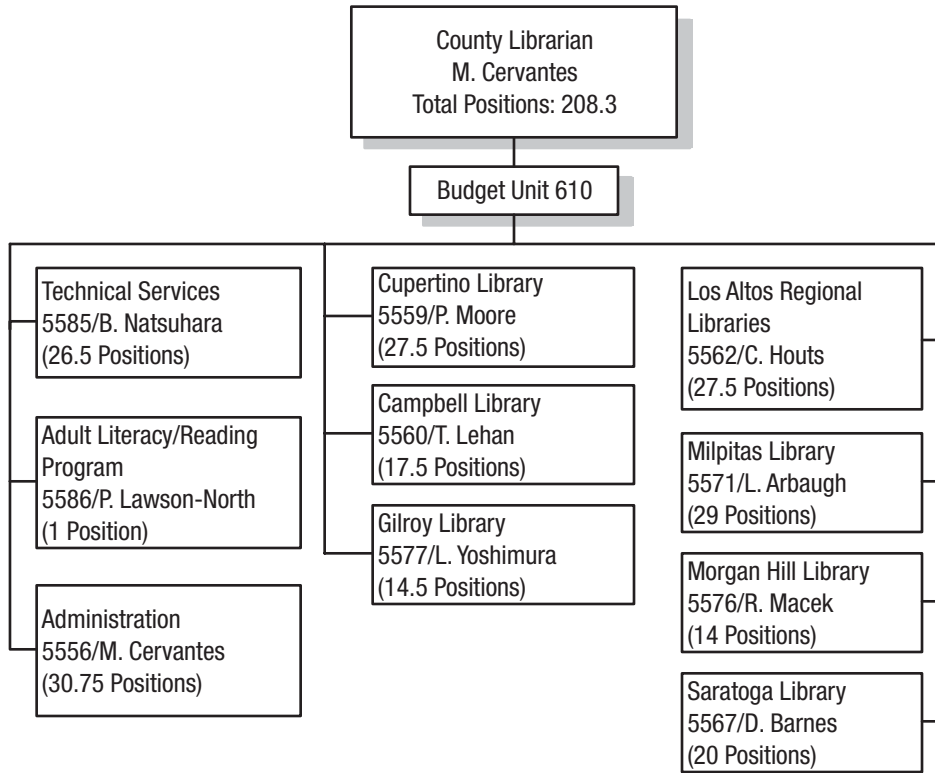 County Librarian
M. Cervantes
Total Positions: 208.3
Budget Unit 610
Technical Services
5585/B. Natsuhara
(26.5 Positions)
Adult Literacy/Reading
Program
5586/P. Lawson-North
(1 Position)
Administration
5556/M. Cervantes
(30.75 Positions)
Cupertino Library
5559/P. Moore
(27.5 Positions)
Campbell Library
5560/T. Lehan
(17.5 Positions)
Gilroy Library
5577/L. Yoshimura
(14.5 Positions)
Los Altos Regional
Libraries
5562/C. Houts
(27.5 Positions)
Milpitas Library
5571/L. Arbaugh
(29 Positions)
Morgan Hill Library
5576/R. Macek
(14 Positions)
Saratoga Library
5567/D. Barnes
(20 Positions)